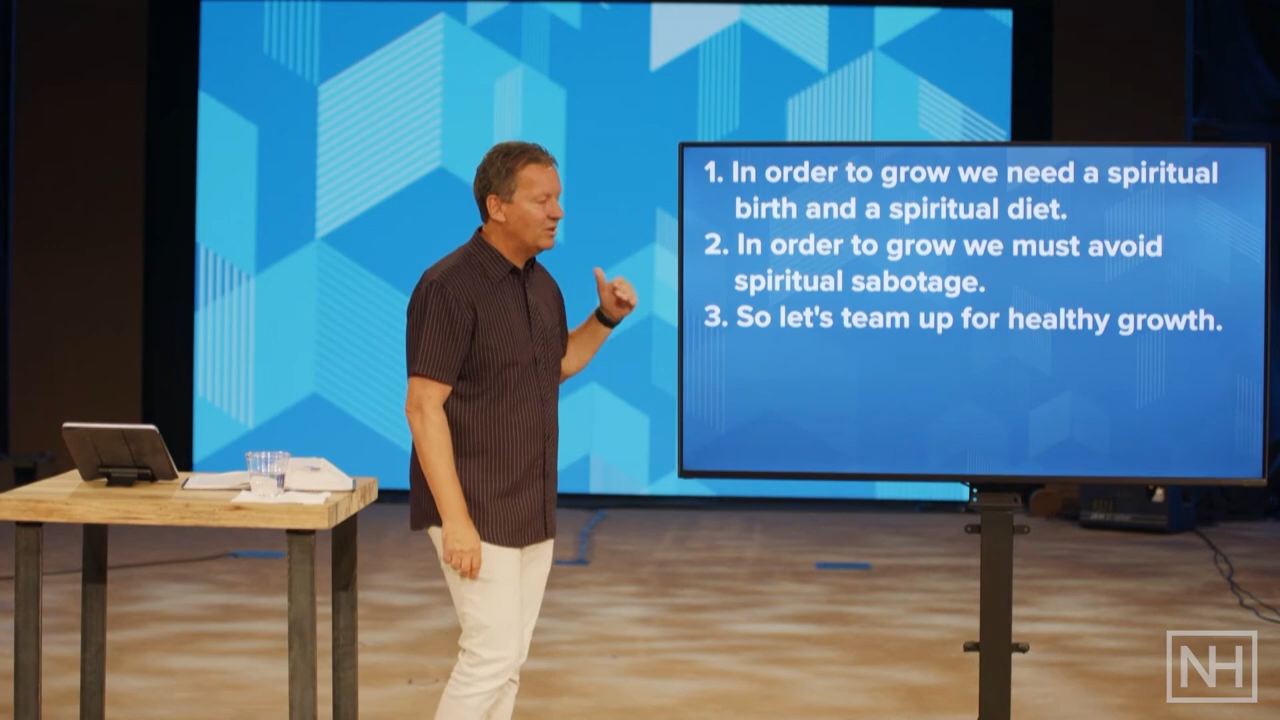 1. In order to grow we need a spiritual
birth and a spiritual diet.
2. In order to grow we must avoid
spiritual sabotage.
3. So let's team up for healthy growth.
NH